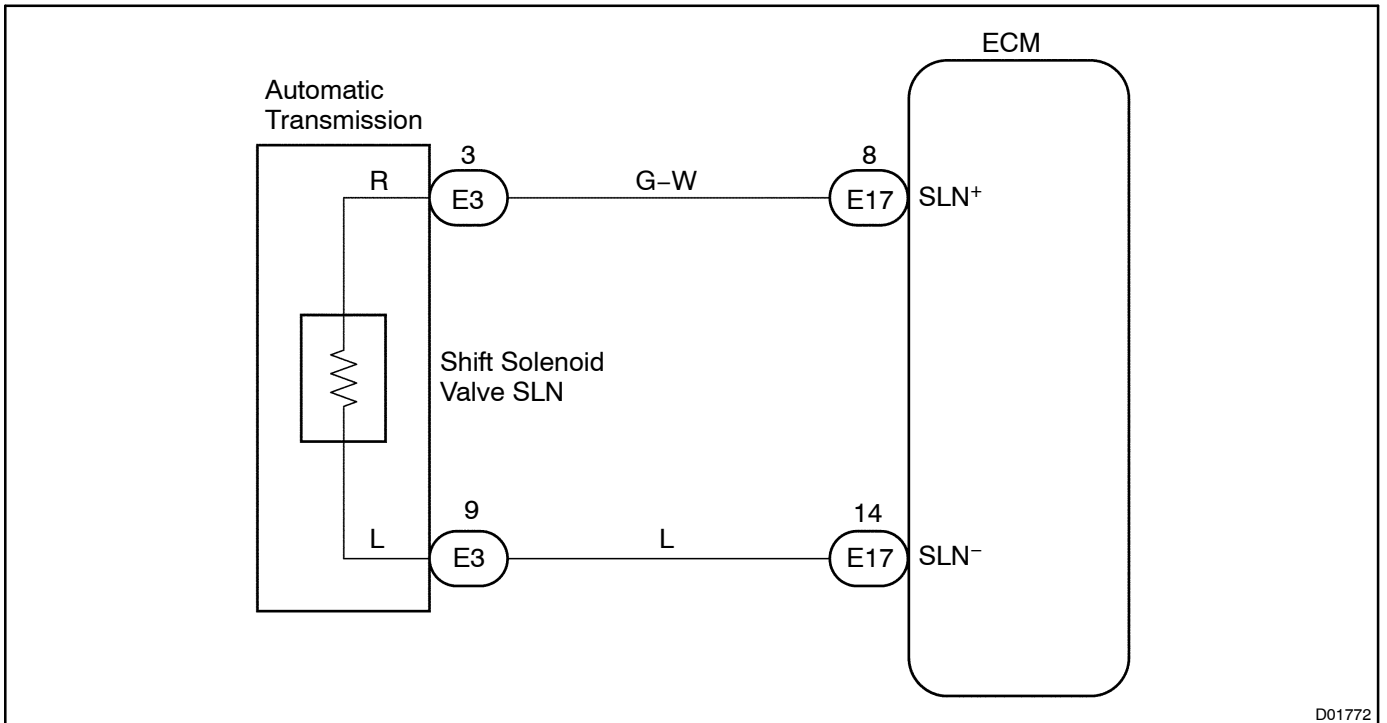 ECM
Automatic
Transmission
3
8
R
G−W
E3
E17
SLN⁺
Shift Solenoid
Valve SLN
9
14
L
L
E3
E17
SLN⁻
D01772